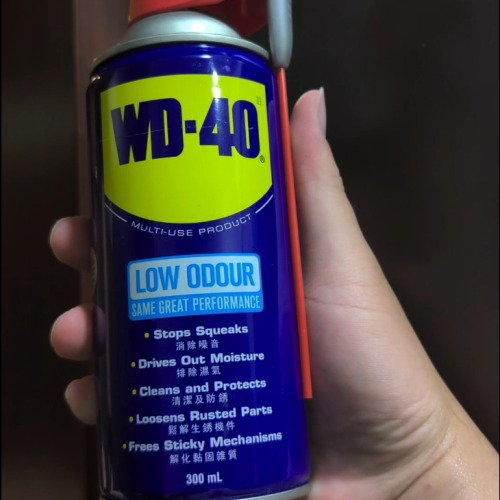 WD-40®
MULTI-USE PRODUCT
LOW ODOUR
SAME GREAT PERFORMANCE
• Stops Squeaks
消除噪音
• Drives Out Moisture
排除濕氣
• Cleans and Protects
清潔及防銹
• Loosens Rusted Parts
鬆解生銹機件
• Frees Sticky Mechanisms
解化黏固雜質
300 mL